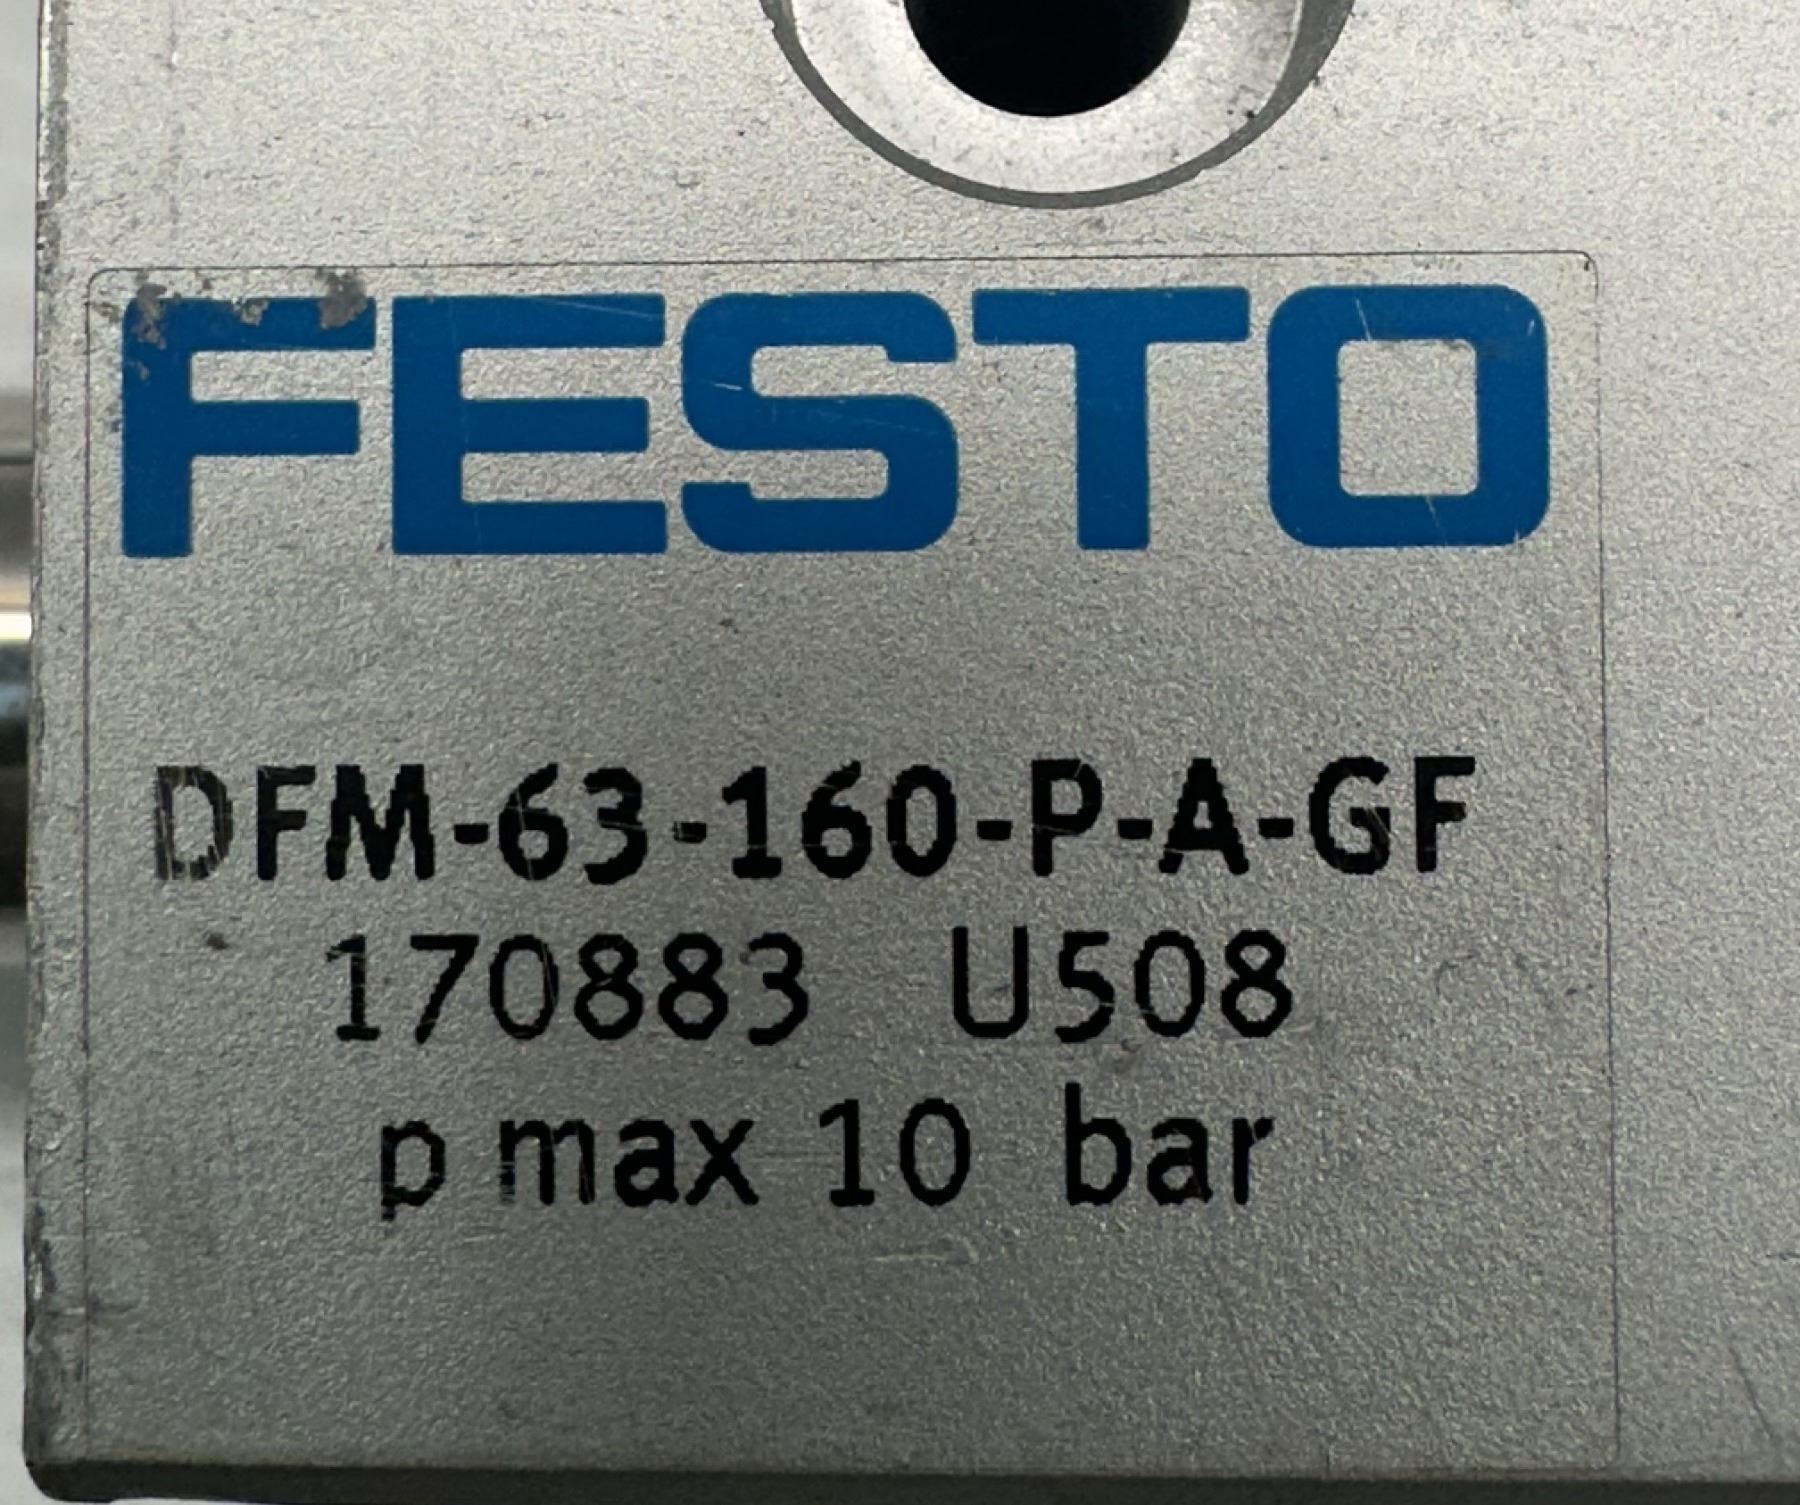 FESTO
DFM-63-160-P-A-GF
170883 U508
p max 10 bar